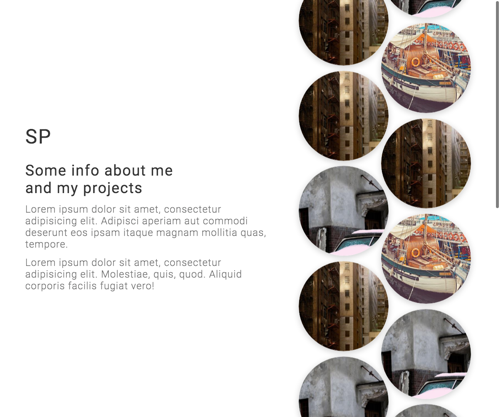 SP
Some info about me
and my projects
Lorem ipsum dolor sit amet, consectetur
adipisicing elit. Adipisci aperiam aut commodi
deserunt eos ipsam itaque magnam mollitia quas,
tempore.
Lorem ipsum dolor sit amet, consectetur
adipisicing elit. Molestiae, quis, quod. Aliquid
corporis facilis fugiat vero!